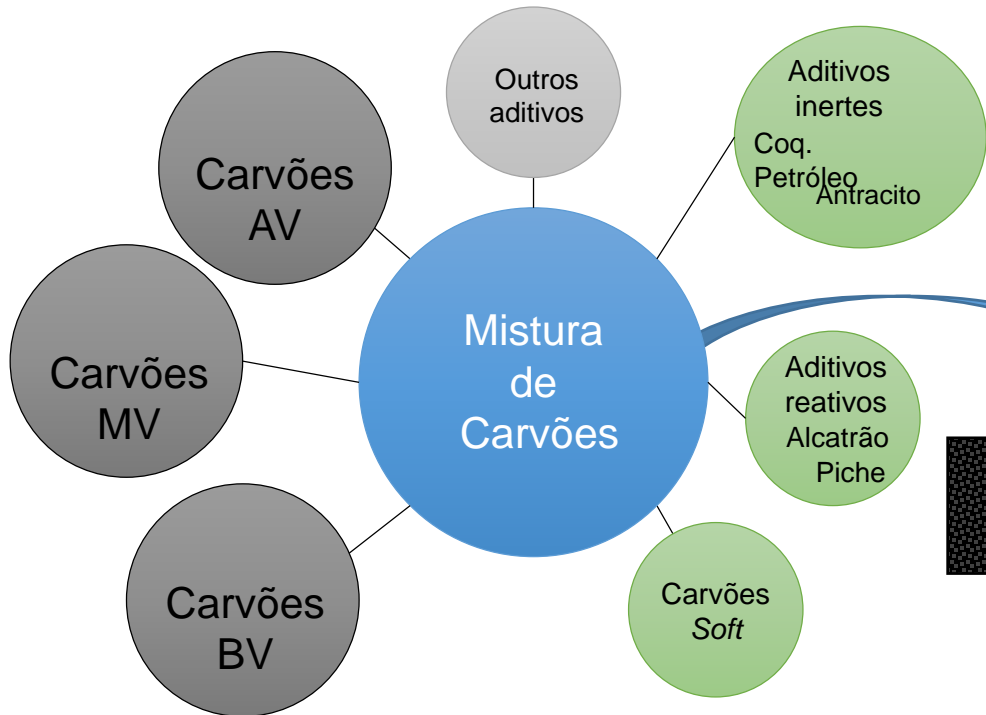 Outros
aditivos
Aditivos
inertes
Coq.
Petróleo
Antracito
Carvões
AV
Mistura
de
Carvões
Carvões
MV
Aditivos
reativos
Alcatrão
Piche
Carvões
BV
Carvões
Soft